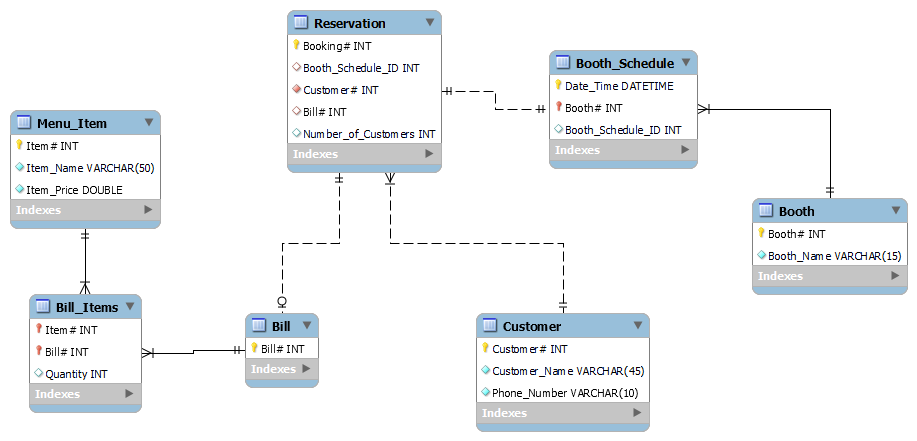 Reservation
Booking# INT
Booth_Schedule_ID INT
Customer# INT
Bill# INT
Number_of_Customers INT
Indexes
Booth_Schedule
Date_Time DATETIME
Booth# INT
Booth_Schedule_ID INT
Indexes
Menu_Item
Item# INT
Item_Name VARCHAR(50)
Item_Price DOUBLE
Indexes
Booth
Booth# INT
Booth_Name VARCHAR(15)
Indexes
Bill_Items
Item# INT
Bill# INT
Quantity INT
Indexes
Bill
Bill# INT
Indexes
Customer
Customer# INT
Customer_Name VARCHAR(45)
Phone_Number VARCHAR(10)
Indexes